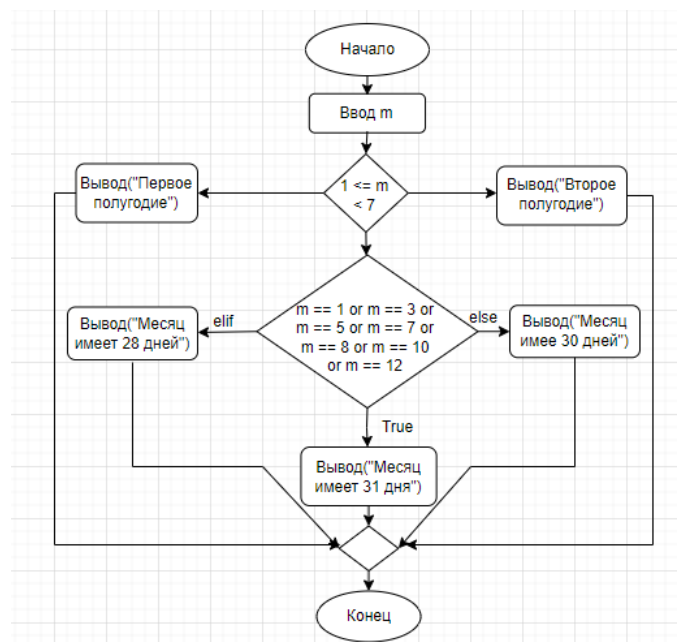 Начало
Ввод m
1 <= m
< 7
Вывод("Первое
полугодие")
Вывод("Второе
полугодие")
m == 1 or m == 3 or
m == 5 or m == 7 or
m == 8 or m == 10
or m == 12
elif
else
Вывод("Месяц
имеет 28 дней")
Вывод("Месяц
имее 30 дней")
True
Вывод("Месяц
имеет 31 дня")
Конец